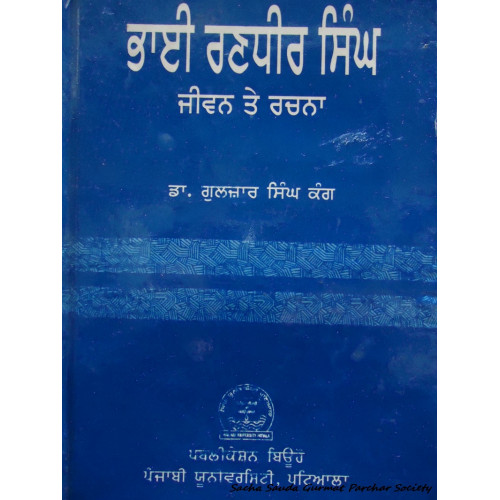 ਭਾਈ ਰਣਧੀਰ ਸਿੰਘ
ਜੀਵਨ ਤੇ ਰਚਨਾ
ਡਾ. ਗੁਲਜ਼ਾਰ ਸਿੰਘ ਕੰਗ
ਪਬਲੀਕੇਸ਼ਨ ਬਿਊਰੋ
ਪੰਜਾਬੀ ਯੂਨੀਵਰਸਿਟੀ, ਪਟਿਆਲਾ
Sacha Sauda Gurmat Parchar Society